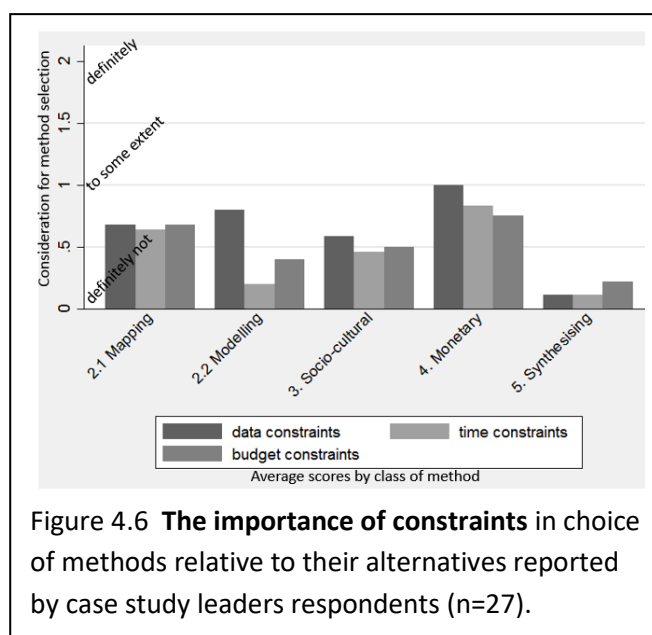 Consideration for method selection
2
1.5
1
.5
0
definitely
to some extent
definitely not
2.1 Mapping
2.2 Modelling
3. Socio-cultural
4. Monetary
5. Synthesising
data constraints
time constraints
budget constraints
Average scores by class of method
Figure 4.6 The importance of constraints in choice
of methods relative to their alternatives reported
by case study leaders respondents (n=27).